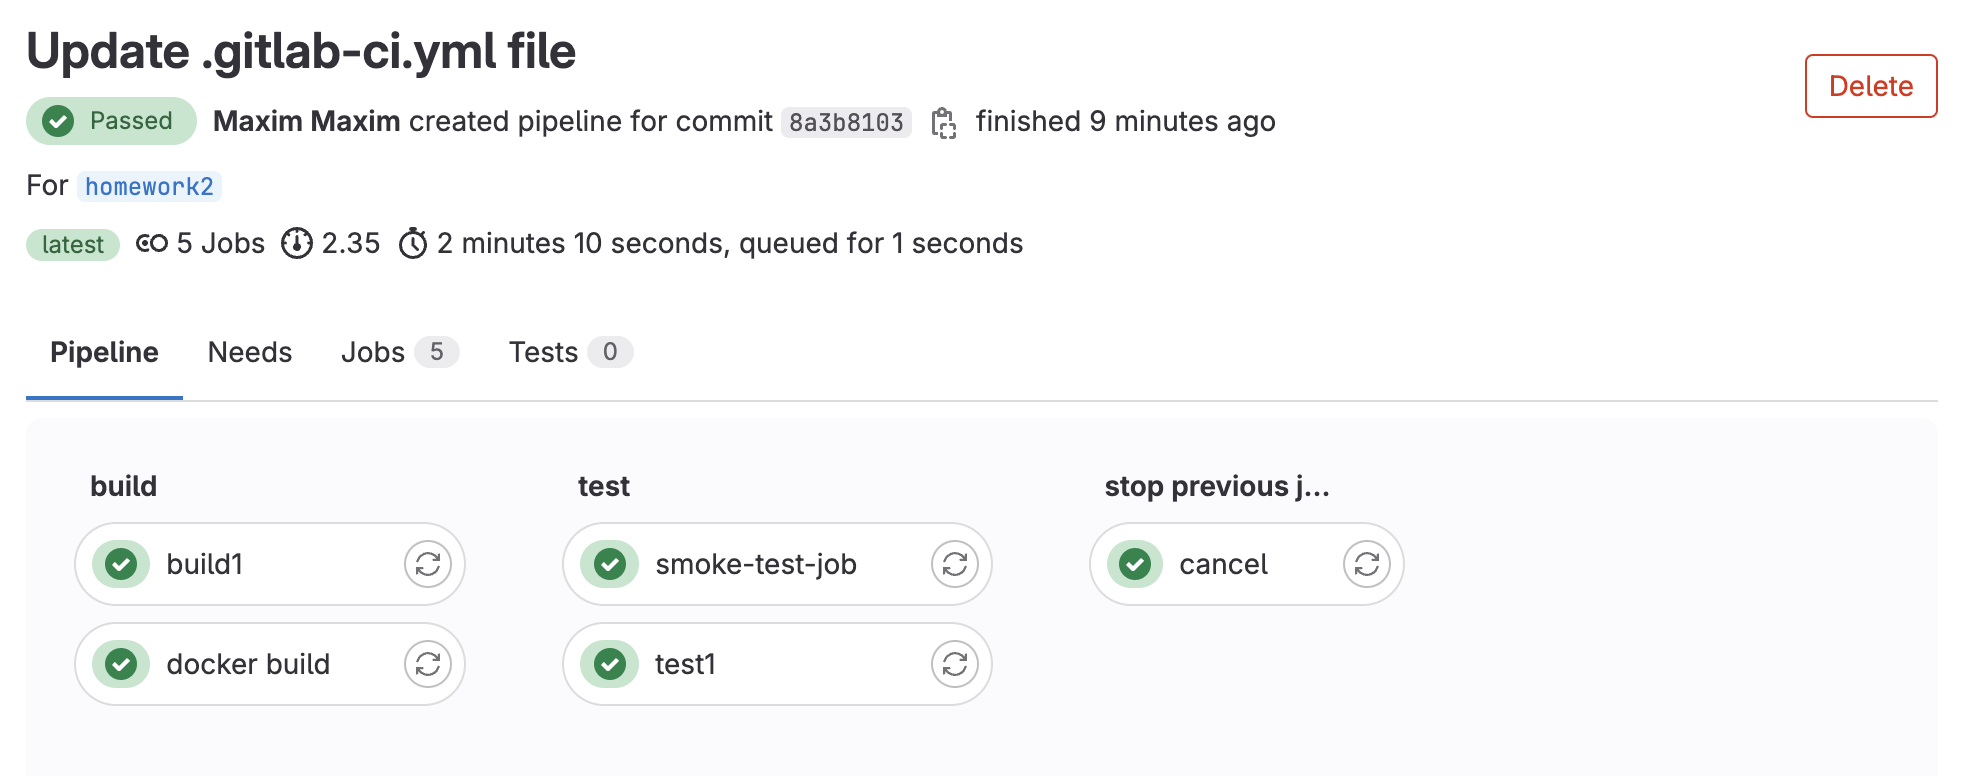 Update .gitlab-ci.yml file
Delete
Passed Maxim Maxim created pipeline for commit 8a3b8103 finished 9 minutes ago
For homework2
latest 5 Jobs 2.35 2 minutes 10 seconds, queued for 1 seconds
Pipeline Needs Jobs 5 Tests 0
build test stop previous j...
build1 smoke-test-job cancel
docker build test1